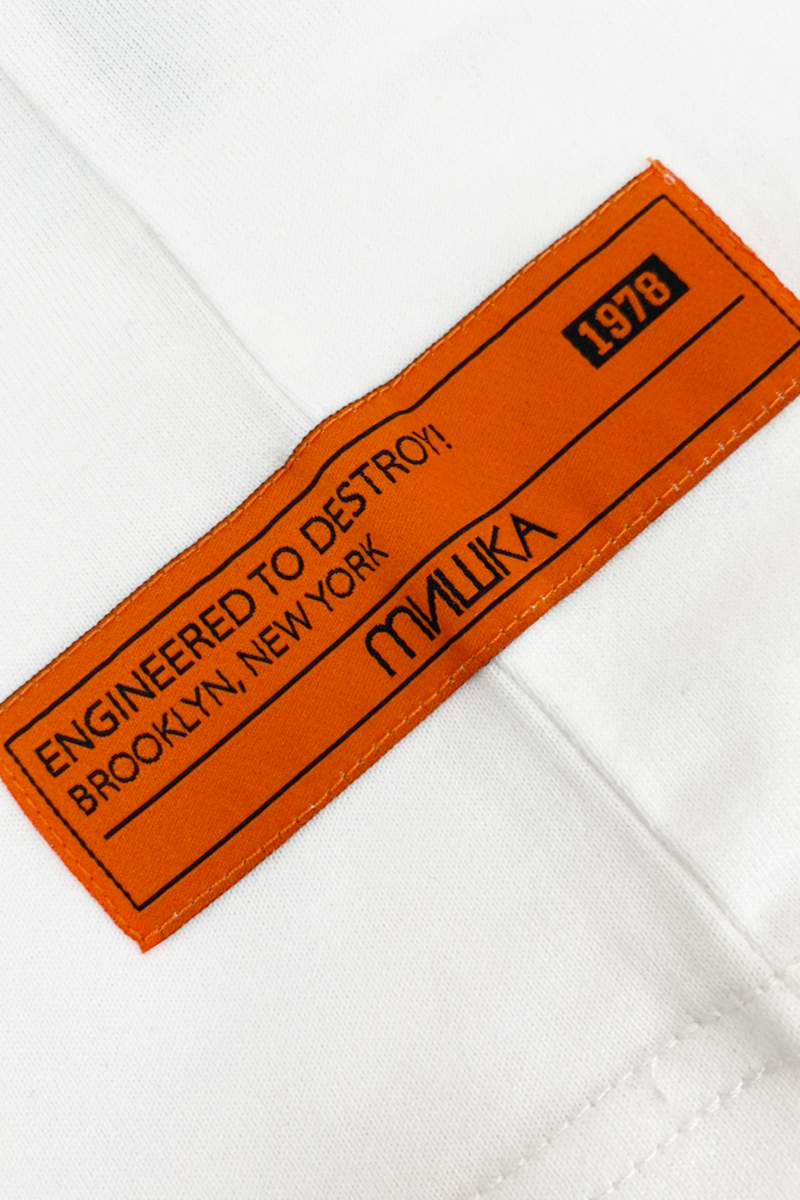 1978
ENGINEERED TO DESTROY!
BROOKLYN, NEW YORK
МИШКА